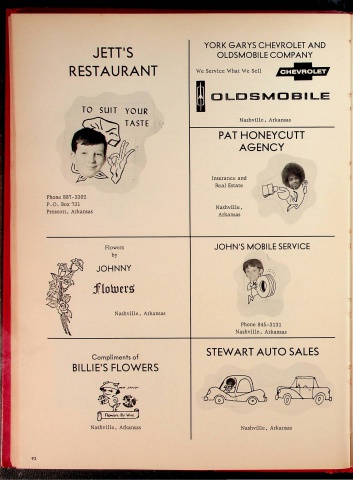 JETT'S
RESTAURANT
TO SUIT YOUR
TASTE
Phone 887-3302
P.O. Box 731
Prescott, Arkansas
YORK GARYS CHEVROLET AND
OLDSMOBILE COMPANY
We Service What We Sell
CHEVROLET
OLDSMOBILE
Nashville, Arkansas
PAT HONEYCUTT
AGENCY
Insurance and
Real Estate
Nashville,
Arkansas
Flowers
by
JOHNNY
Flowers
Nashville, Arkansas
JOHN'S MOBILE SERVICE
Phone 845-3131
Nashville, Arkansas
Compliments of
BILLIE'S FLOWERS
Flowers By Wire
Nashville, Arkansas
STEWART AUTO SALES
Nashville, Arkansas